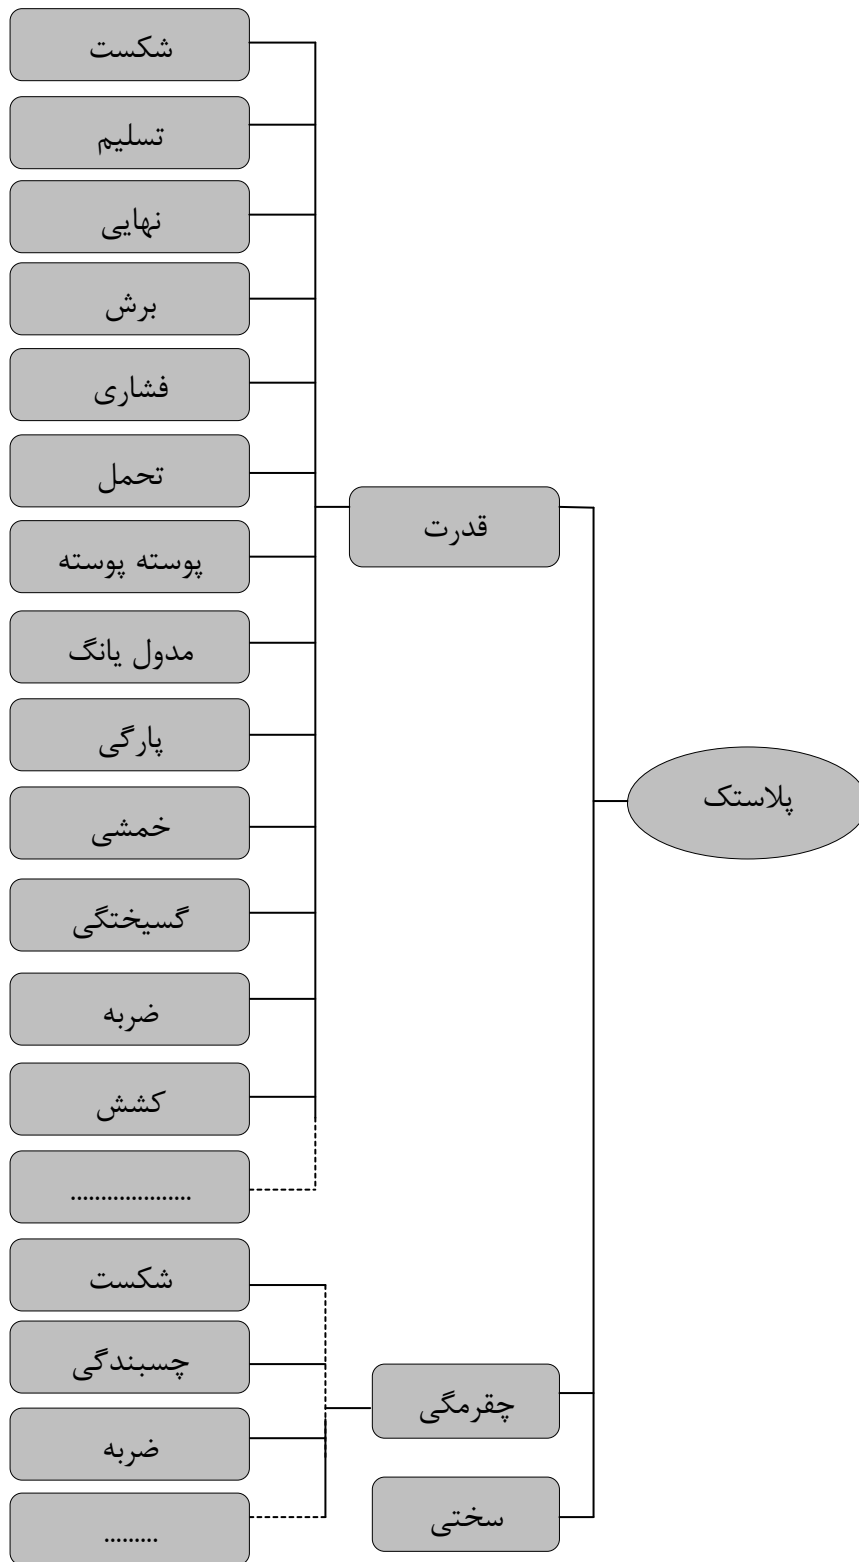 پلاستک
قدرت
شکست
تسلیم
نهایی
برش
فشاری
تحمل
پوسته پوسته
مدول یانگ
پارگی
خمشی
گسیختگی
ضربه
کشش
....................
چقرمگی
شکست
چسبندگی
ضربه
.........
سختی